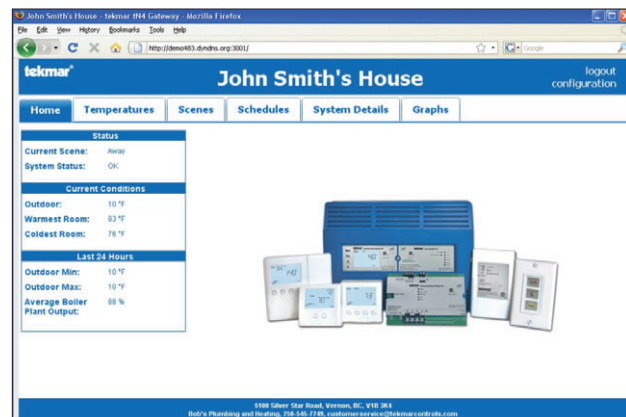 John Smith's House - tekmar tN4 Gateway - Mozilla Firefox
File Edit View History Bookmarks Tools Help
http://demo483.dyndns.org:3001/
Google
tekmar
John Smith's House
logout
configuration
Home Temperatures Scenes Schedules System Details Graphs
Status
Current Scene: Away
System Status: OK
Current Conditions
Outdoor: 10 °F
Warmest Room: 83 °F
Coldest Room: 76 °F
Last 24 Hours
Outdoor Min: 10 °F
Outdoor Max: 10 °F
Average Boiler 88 %
Plant Output:
5100 Silver Star Road, Vernon, BC, V1B 3K4
Bob's Plumbing and Heating, 250-545-7749, customerservice@tekmarcontrols.com